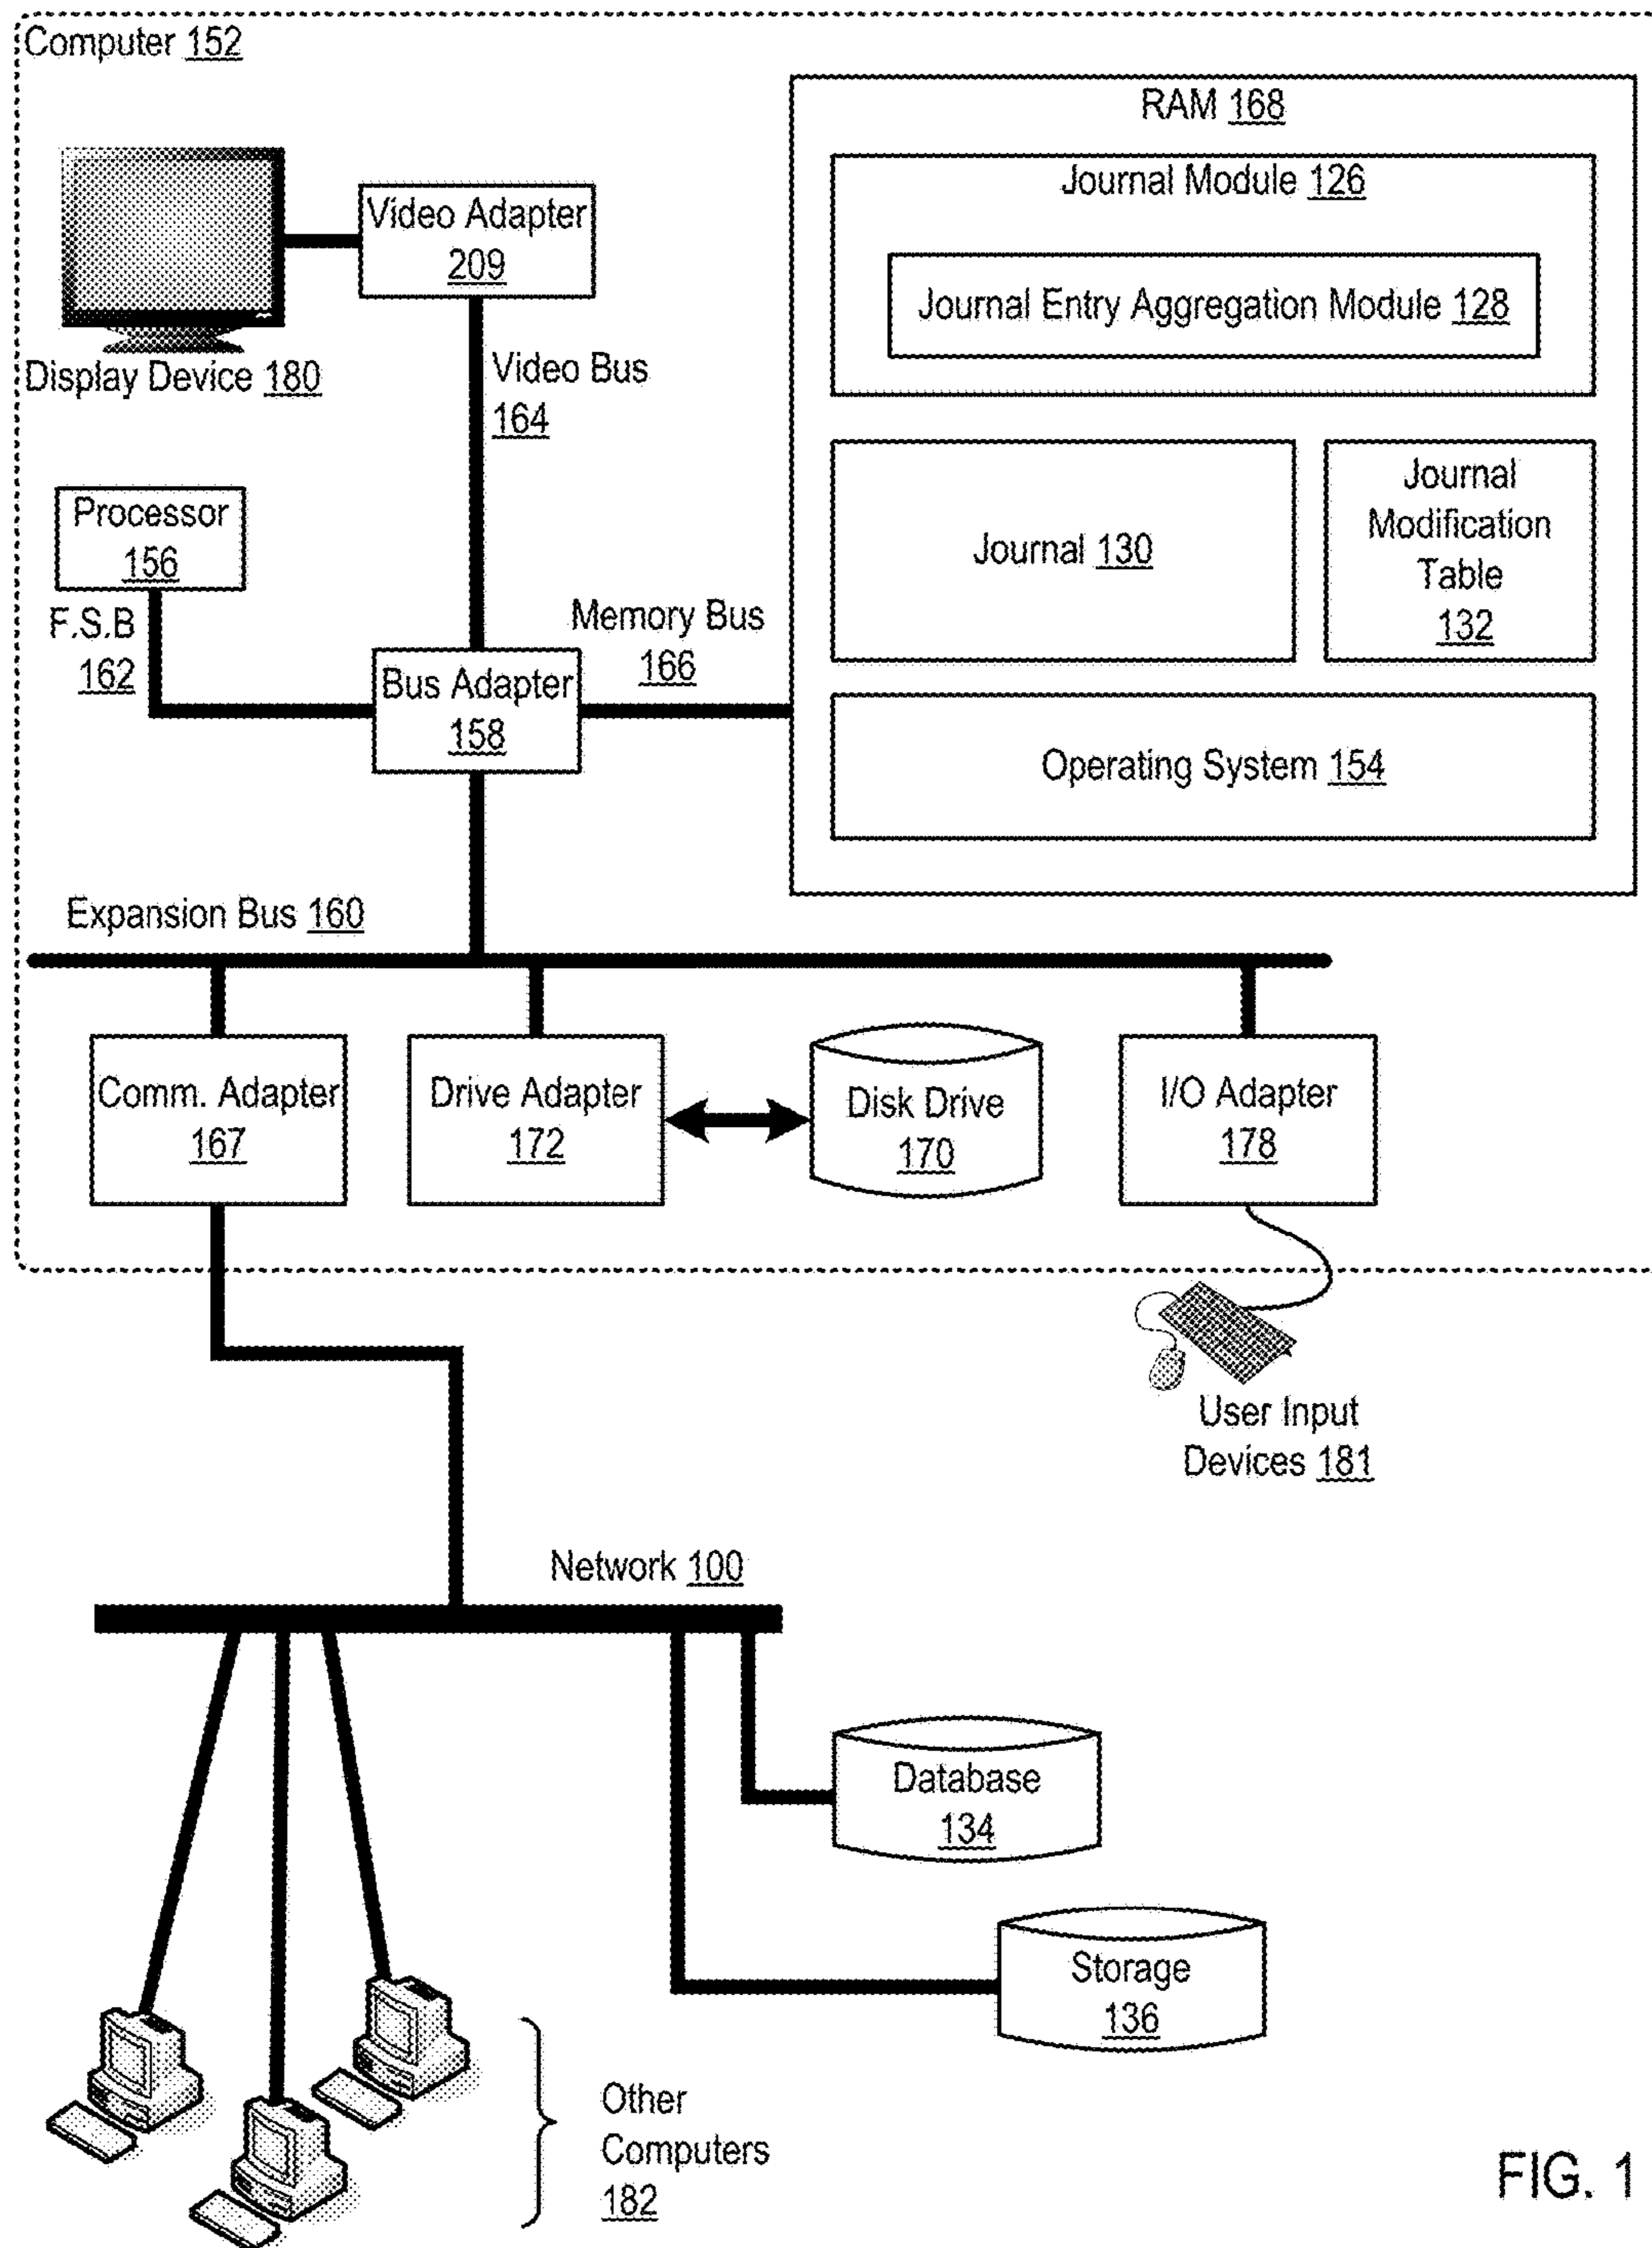 Computer 152
RAM 168
Journal Module 126
Video Adapter
209
Journal Entry Aggregation Module 128
Display Device 180
Video Bus
164
Processor
156
Journal 130
Journal
Modification
Table
132
F.S.B
162
Memory Bus
166
Bus Adapter
158
Operating System 154
Expansion Bus 160
Comm. Adapter
167
Drive Adapter
172
Disk Drive
170
I/O Adapter
178
User Input
Devices 181
Network 100
Database
134
Storage
136
Other
Computers
182
FIG. 1